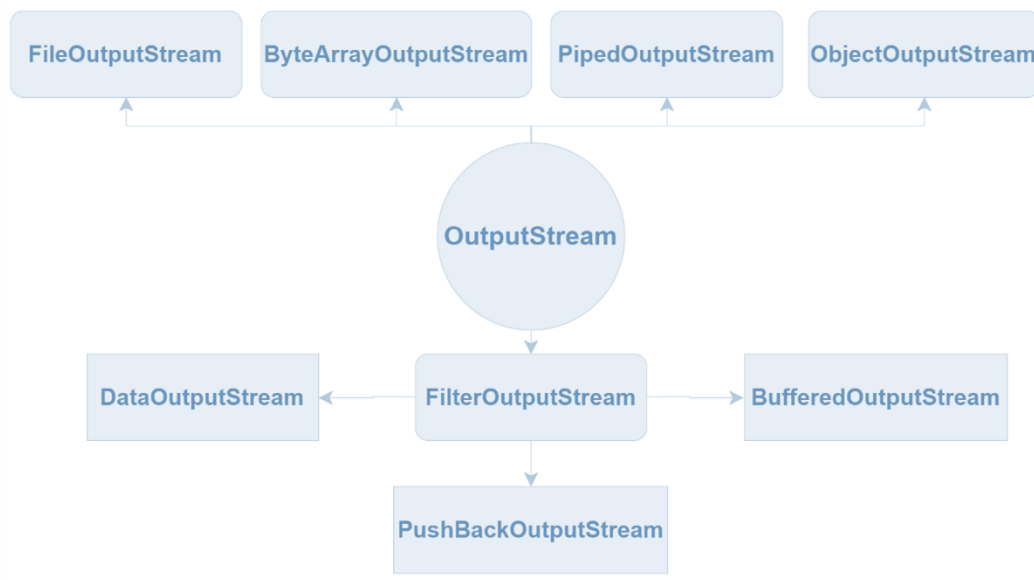 FileOutputStream
ByteArrayOutputStream
PipedOutputStream
ObjectOutputStream
OutputStream
DataOutputStream
FilterOutputStream
BufferedOutputStream
PushBackOutputStream